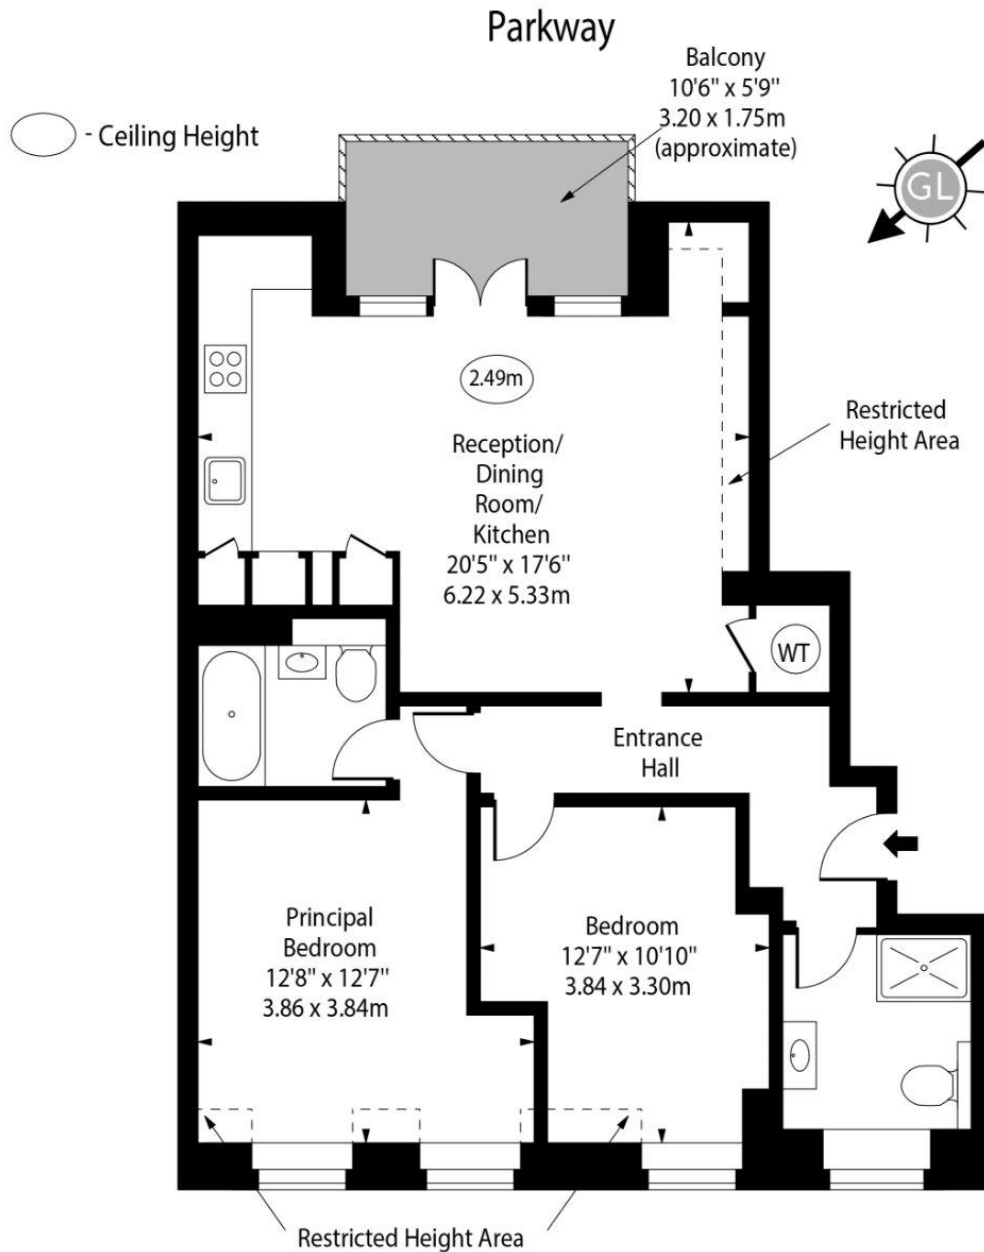 Parkway
Balcony
10'6" x 5'9"
3.20 x 1.75m
(approximate)
- Ceiling Height
GL
2.49m
Restricted
Height Area
Reception/
Dining
Room/
Kitchen
20'5" x 17'6"
6.22 x 5.33m
WT
Entrance
Hall
Principal
Bedroom
12'8" x 12'7"
3.86 x 3.84m
Bedroom
12'7" x 10'10"
3.84 x 3.30m
Restricted Height Area